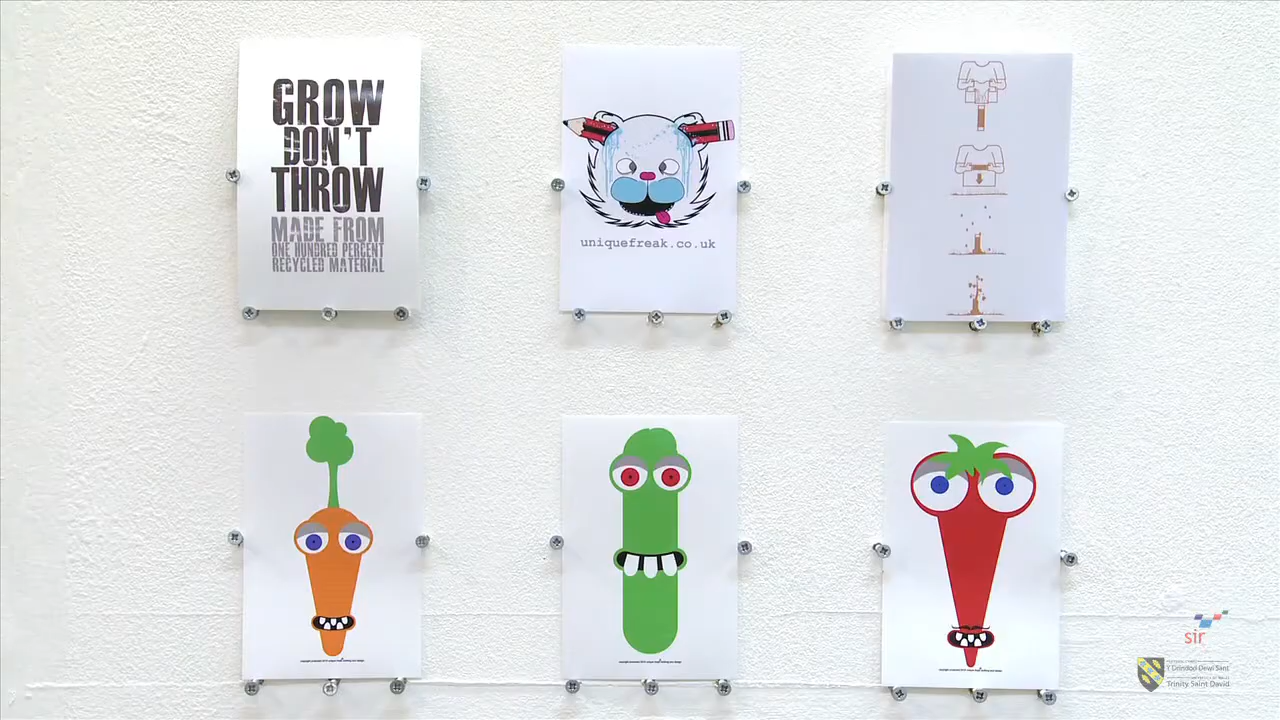 GROW
DON'T
THROW
MADE FROM
ONE HUNDRED PERCENT
RECYCLED MATERIAL
uniquefreak.co.uk
sir
Y Drindod Dewi Sant
Trinity Saint David